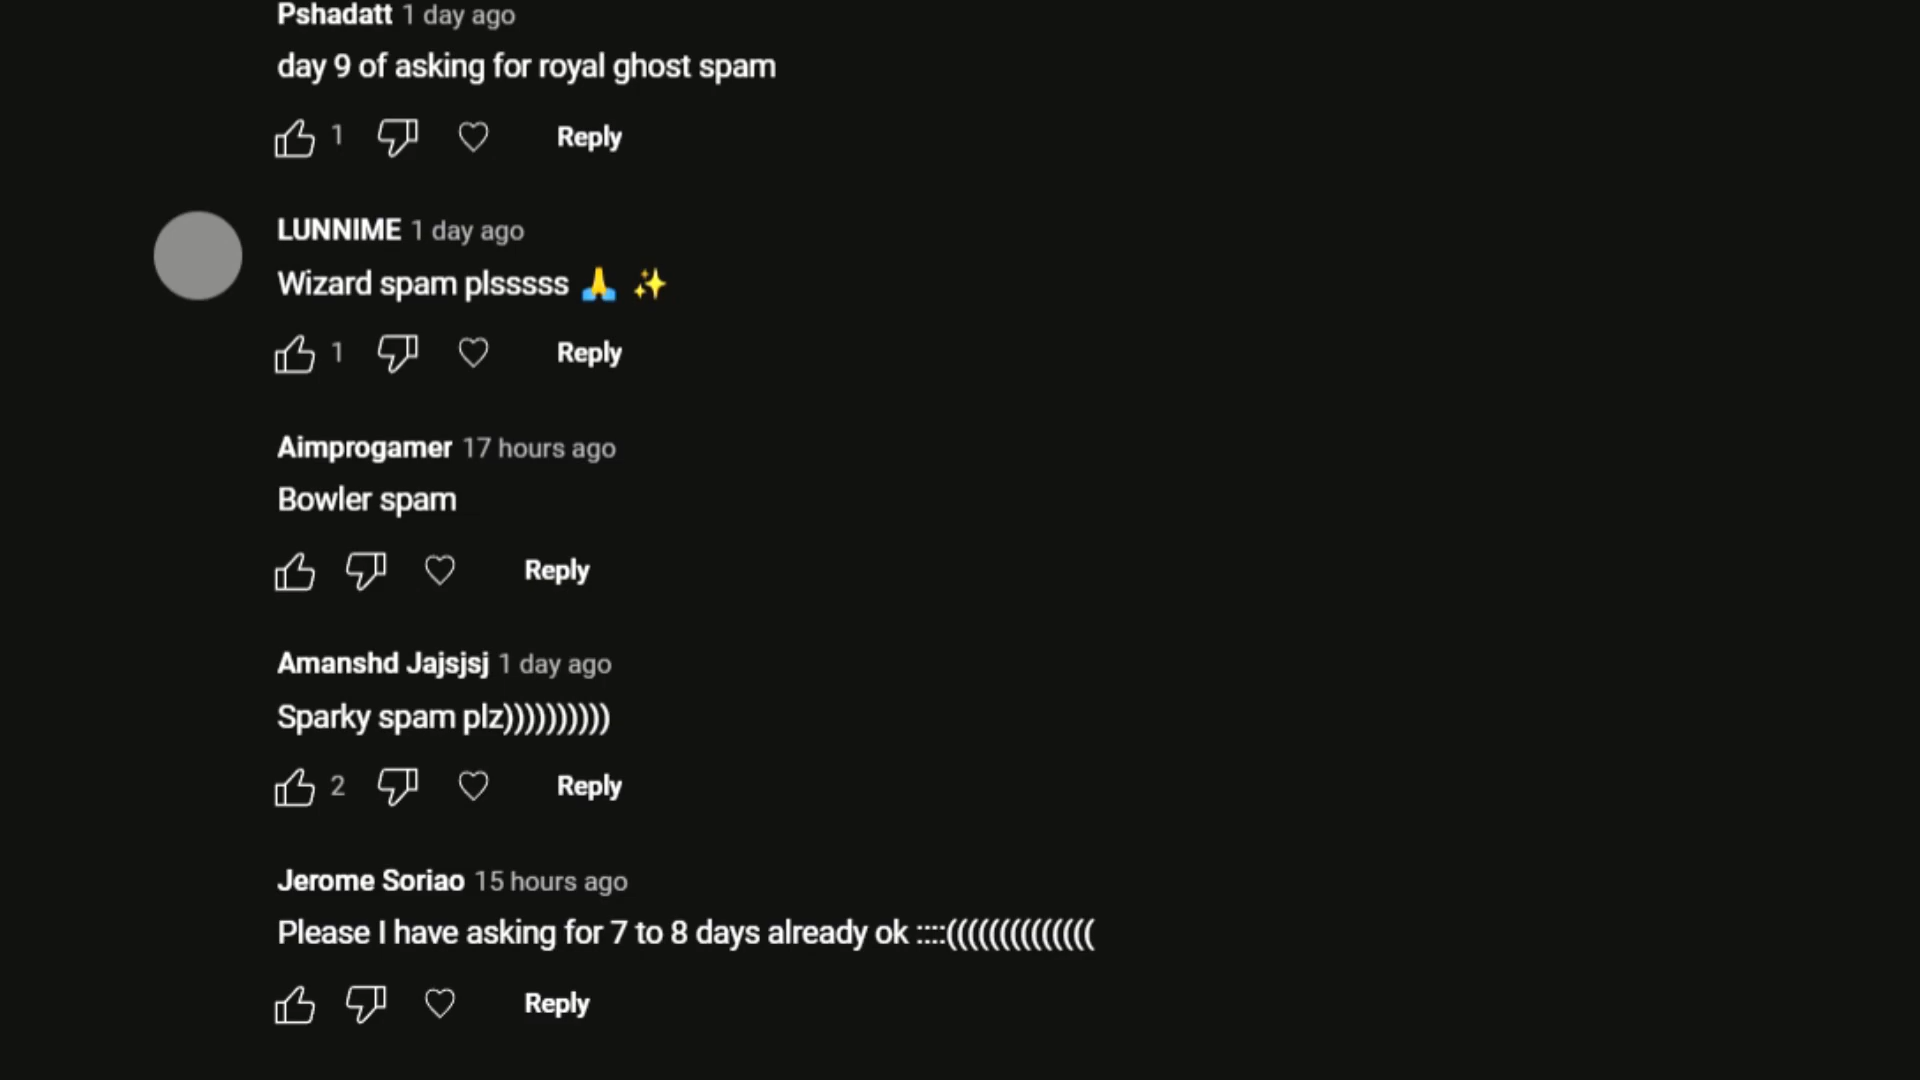 Pshadatt 1 day ago
day 9 of asking for royal ghost spam
1 Reply
LUNNIME 1 day ago
Wizard spam plsssss 🙏 ✨
1 Reply
Aimprogamer 17 hours ago
Bowler spam
Reply
Amanshd Jajsjsj 1 day ago
Sparky spam plz))))))))))
2 Reply
Jerome Soriao 15 hours ago
Please I have asking for 7 to 8 days already ok ::::((((((((((((((
Reply